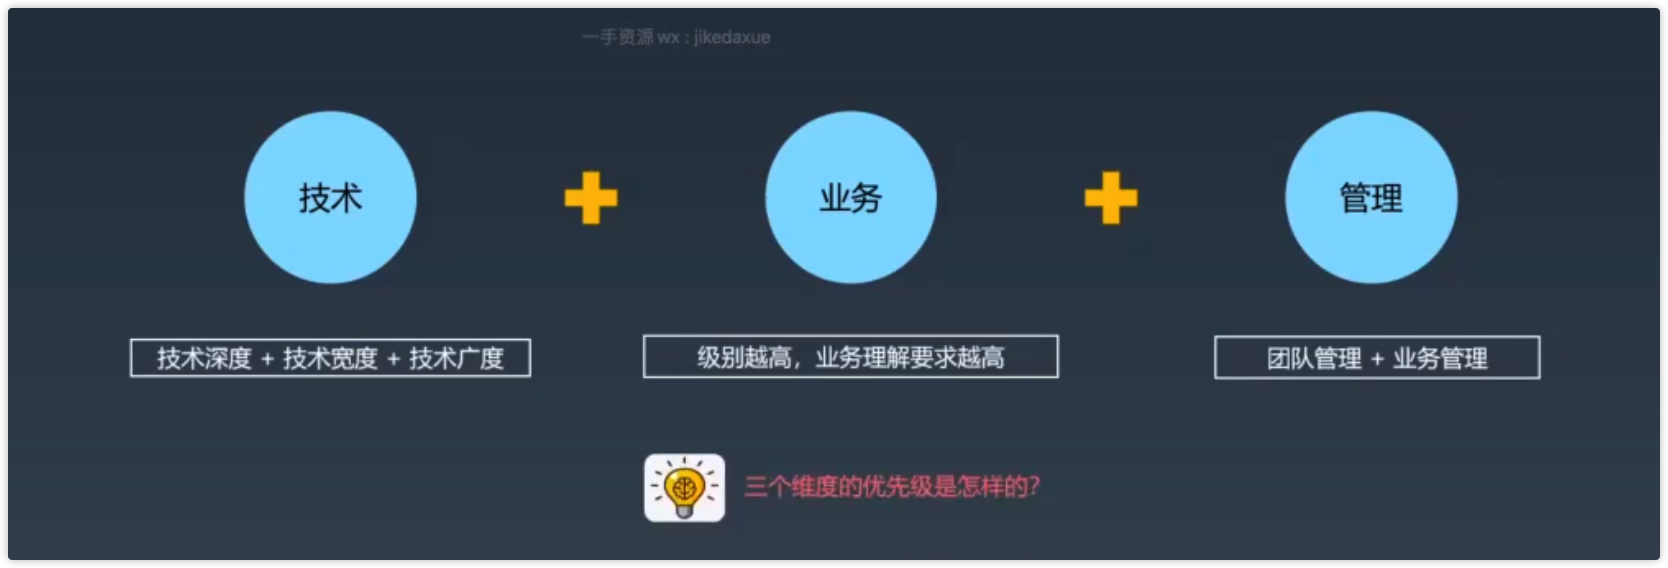 一手资源 wx : jikedaxue
技术
业务
管理
技术深度 + 技术宽度 + 技术广度
级别越高，业务理解要求越高
团队管理 + 业务管理
三个维度的优先级是怎样的？